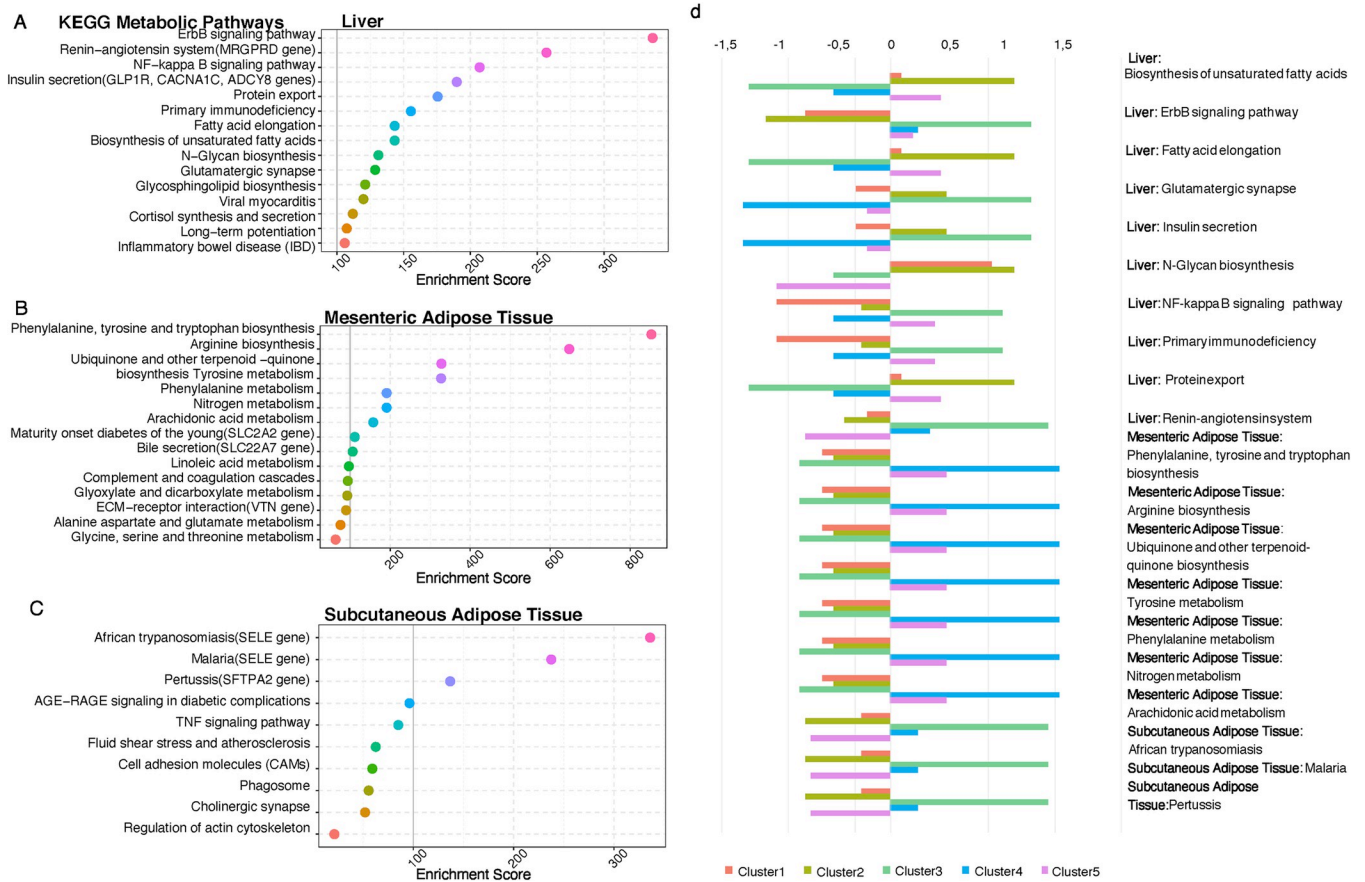 A
KEGG Metabolic Pathways
Liver
ErbB signaling pathway
Renin−angiotensin system(MRGPRD gene)
NF−kappa B signaling pathway
Insulin secretion(GLP1R, CACNA1C, ADCY8 genes)
Protein export
Primary immunodeficiency
Fatty acid elongation
Biosynthesis of unsaturated fatty acids
N−Glycan biosynthesis
Glutamatergic synapse
Glycosphingolipid biosynthesis
Viral myocarditis
Cortisol synthesis and secretion
Long−term potentiation
Inflammatory bowel disease (IBD)
100 150 200 250 300
Enrichment Score
B
Mesenteric Adipose Tissue
Phenylalanine, tyrosine and tryptophan biosynthesis
Arginine biosynthesis
Ubiquinone and other terpenoid −quinone
biosynthesis Tyrosine metabolism
Phenylalanine metabolism
Nitrogen metabolism
Arachidonic acid metabolism
Maturity onset diabetes of the young(SLC2A2 gene)
Bile secretion(SLC22A7 gene)
Linoleic acid metabolism
Complement and coagulation cascades
Glyoxylate and dicarboxylate metabolism
ECM−receptor interaction(VTN gene)
Alanine aspartate and glutamate metabolism
Glycine, serine and threonine metabolism
200 400 600 800
Enrichment Score
C
Subcutaneous Adipose Tissue
African trypanosomiasis(SELE gene)
Malaria(SELE gene)
Pertussis(SFTPA2 gene)
AGE−RAGE signaling in diabetic complications
TNF signaling pathway
Fluid shear stress and atherosclerosis
Cell adhesion molecules (CAMs)
Phagosome
Cholinergic synapse
Regulation of actin cytoskeleton
100 200 300
Enrichment Score
d
-1,5 -1 -0,5 0 0,5 1 1,5
Liver:
Biosynthesis of unsaturated fatty acids
Liver: ErbB signaling pathway
Liver: Fatty acid elongation
Liver: Glutamatergic synapse
Liver: Insulin secretion
Liver: N-Glycan biosynthesis
Liver: NF-kappa B signaling pathway
Liver: Primary immunodeficiency
Liver: Protein export
Liver: Renin-angiotensin system
Mesenteric Adipose Tissue:
Phenylalanine, tyrosine and tryptophan
biosynthesis
Mesenteric Adipose Tissue:
Arginine biosynthesis
Mesenteric Adipose Tissue:
Ubiquinone and other terpenoid-
quinone biosynthesis
Mesenteric Adipose Tissue:
Tyrosine metabolism
Mesenteric Adipose Tissue:
Phenylalanine metabolism
Mesenteric Adipose Tissue:
Nitrogen metabolism
Mesenteric Adipose Tissue:
Arachidonic acid metabolism
Subcutaneous Adipose Tissue:
African trypanosomiasis
Subcutaneous Adipose Tissue: Malaria
Subcutaneous Adipose
Tissue:Pertussis
Cluster1 Cluster2 Cluster3 Cluster4 Cluster5